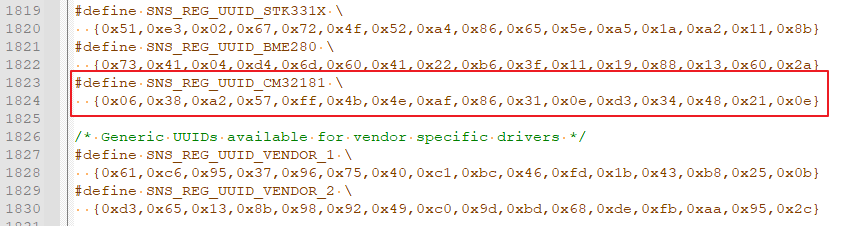 1819 #define SNS_REG_UUID_STK331X \
1820 {0x51,0xe3,0x02,0x67,0x72,0x4f,0x52,0xa4,0x86,0x65,0x5e,0xa5,0x1a,0xa2,0x11,0x8b}
1821 #define SNS_REG_UUID_BME280 \
1822 {0x73,0x41,0x04,0xd4,0x6d,0x60,0x41,0x22,0xb6,0x3f,0x11,0x19,0x88,0x13,0x60,0x2a}
1823 #define SNS_REG_UUID_CM32181 \
1824 {0x06,0x38,0xa2,0x57,0xff,0x4b,0x4e,0xaf,0x86,0x31,0x0e,0xd3,0x34,0x48,0x21,0x0e}
1825
1826 /* Generic UUIDs available for vendor specific drivers */
1827 #define SNS_REG_UUID_VENDOR_1 \
1828 {0x61,0xc6,0x95,0x37,0x96,0x75,0x40,0xc1,0xbc,0x46,0xfd,0x1b,0x43,0xb8,0x25,0x0b}
1829 #define SNS_REG_UUID_VENDOR_2 \
1830 {0xd3,0x65,0x13,0x8b,0x98,0x92,0x49,0xc0,0x9d,0xbd,0x68,0xde,0xfb,0xaa,0x95,0x2c}